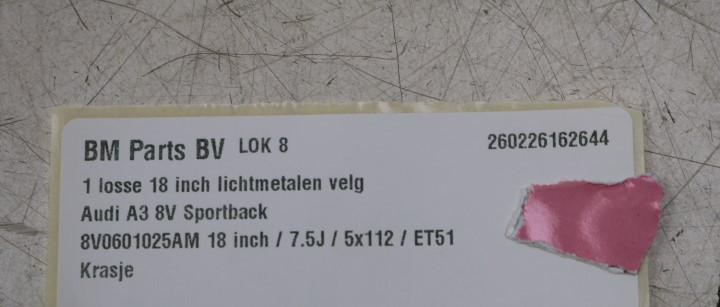 BM Parts BV LOK 8 260226162644
1 losse 18 inch lichtmetalen velg
Audi A3 8V Sportback
8V0601025AM 18 inch / 7.5J / 5x112 / ET51
Krasje